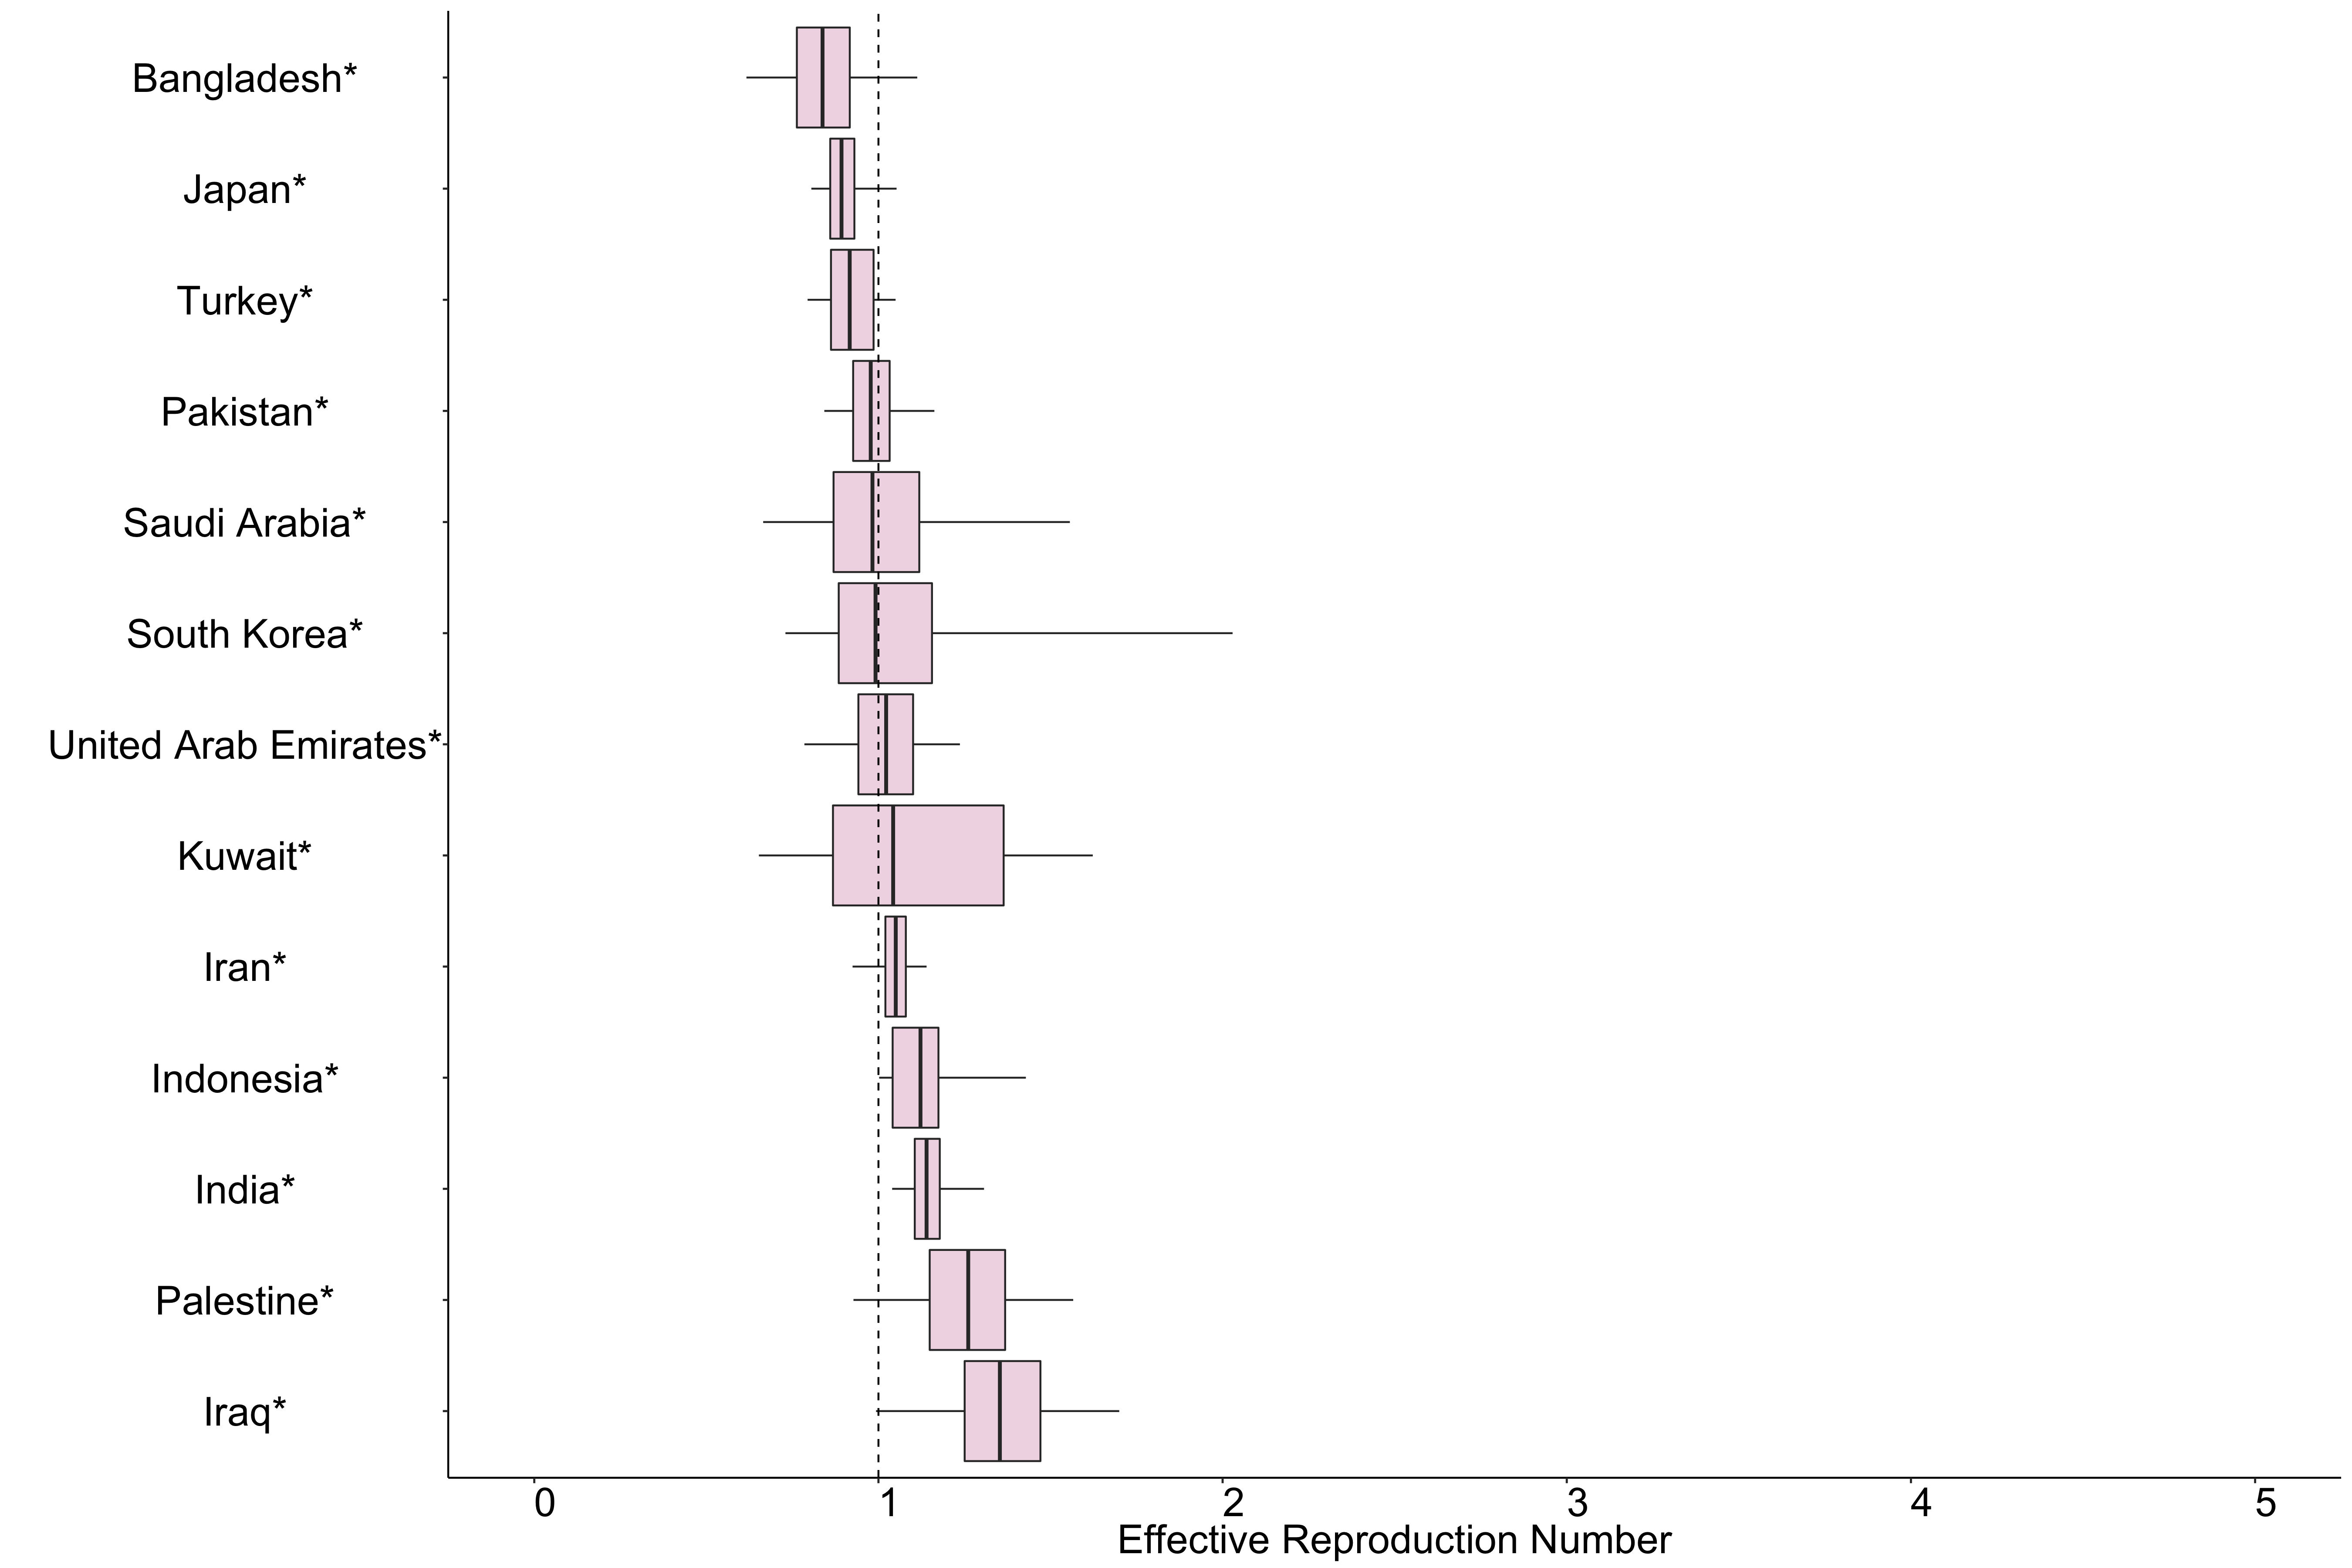 Bangladesh*
Japan*
Turkey*
Pakistan*
Saudi Arabia*
South Korea*
United Arab Emirates*
Kuwait*
Iran*
Indonesia*
India*
Palestine*
Iraq*
0 1 2 3 4 5
Effective Reproduction Number